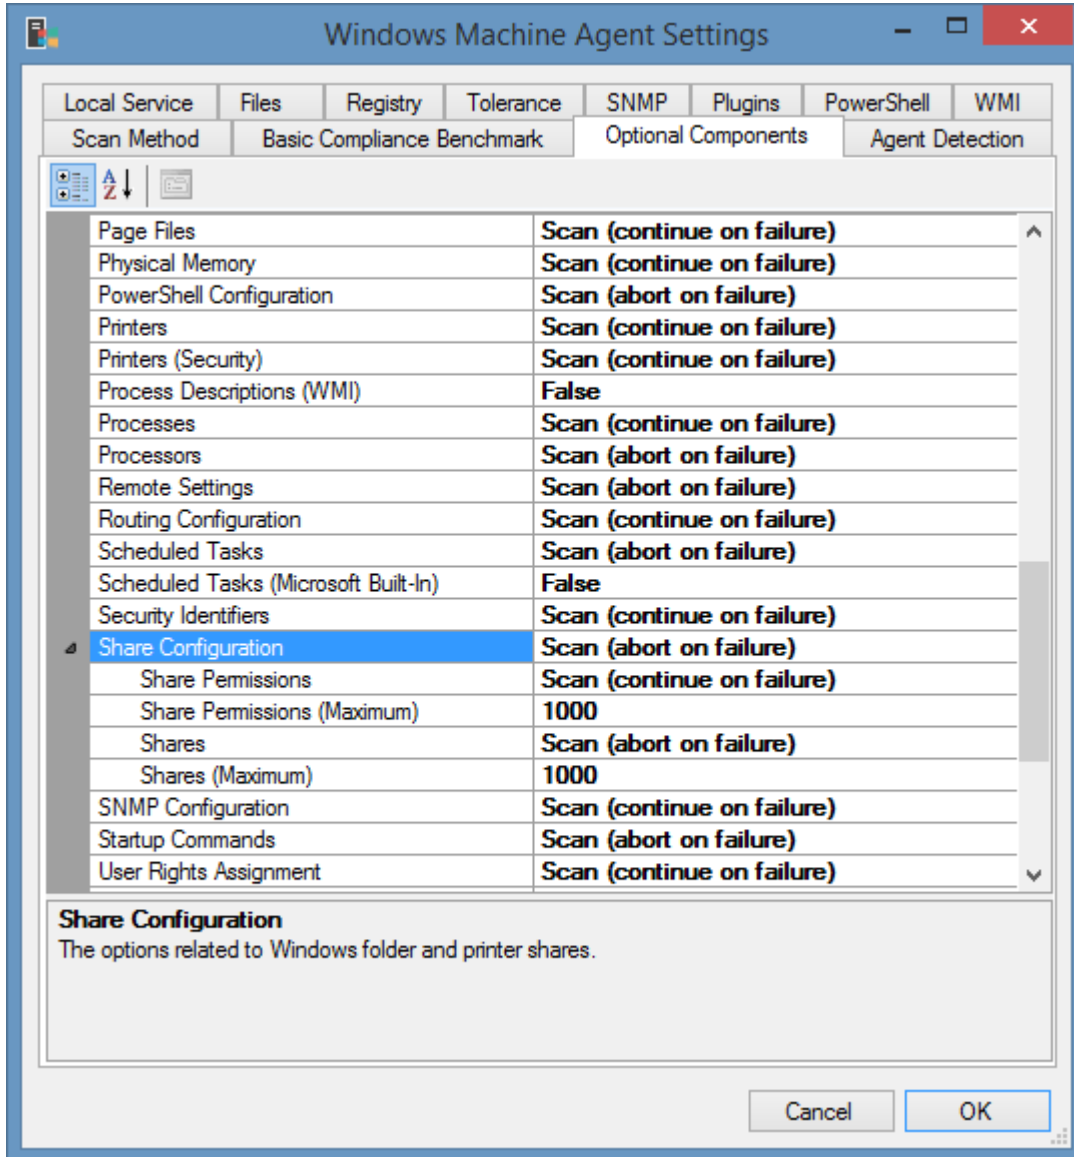 Windows Machine Agent Settings
Local Service Files Registry Tolerance SNMP Plugins PowerShell WMI
Scan Method Basic Compliance Benchmark Optional Components Agent Detection
Page Files Scan (continue on failure)
Physical Memory Scan (continue on failure)
PowerShell Configuration Scan (abort on failure)
Printers Scan (continue on failure)
Printers (Security) Scan (continue on failure)
Process Descriptions (WMI) False
Processes Scan (continue on failure)
Processors Scan (abort on failure)
Remote Settings Scan (abort on failure)
Routing Configuration Scan (continue on failure)
Scheduled Tasks Scan (abort on failure)
Scheduled Tasks (Microsoft Built-In) False
Security Identifiers Scan (continue on failure)
Share Configuration Scan (abort on failure)
Share Permissions Scan (continue on failure)
Share Permissions (Maximum) 1000
Shares Scan (abort on failure)
Shares (Maximum) 1000
SNMP Configuration Scan (continue on failure)
Startup Commands Scan (abort on failure)
User Rights Assignment Scan (continue on failure)
Share Configuration
The options related to Windows folder and printer shares.
Cancel OK